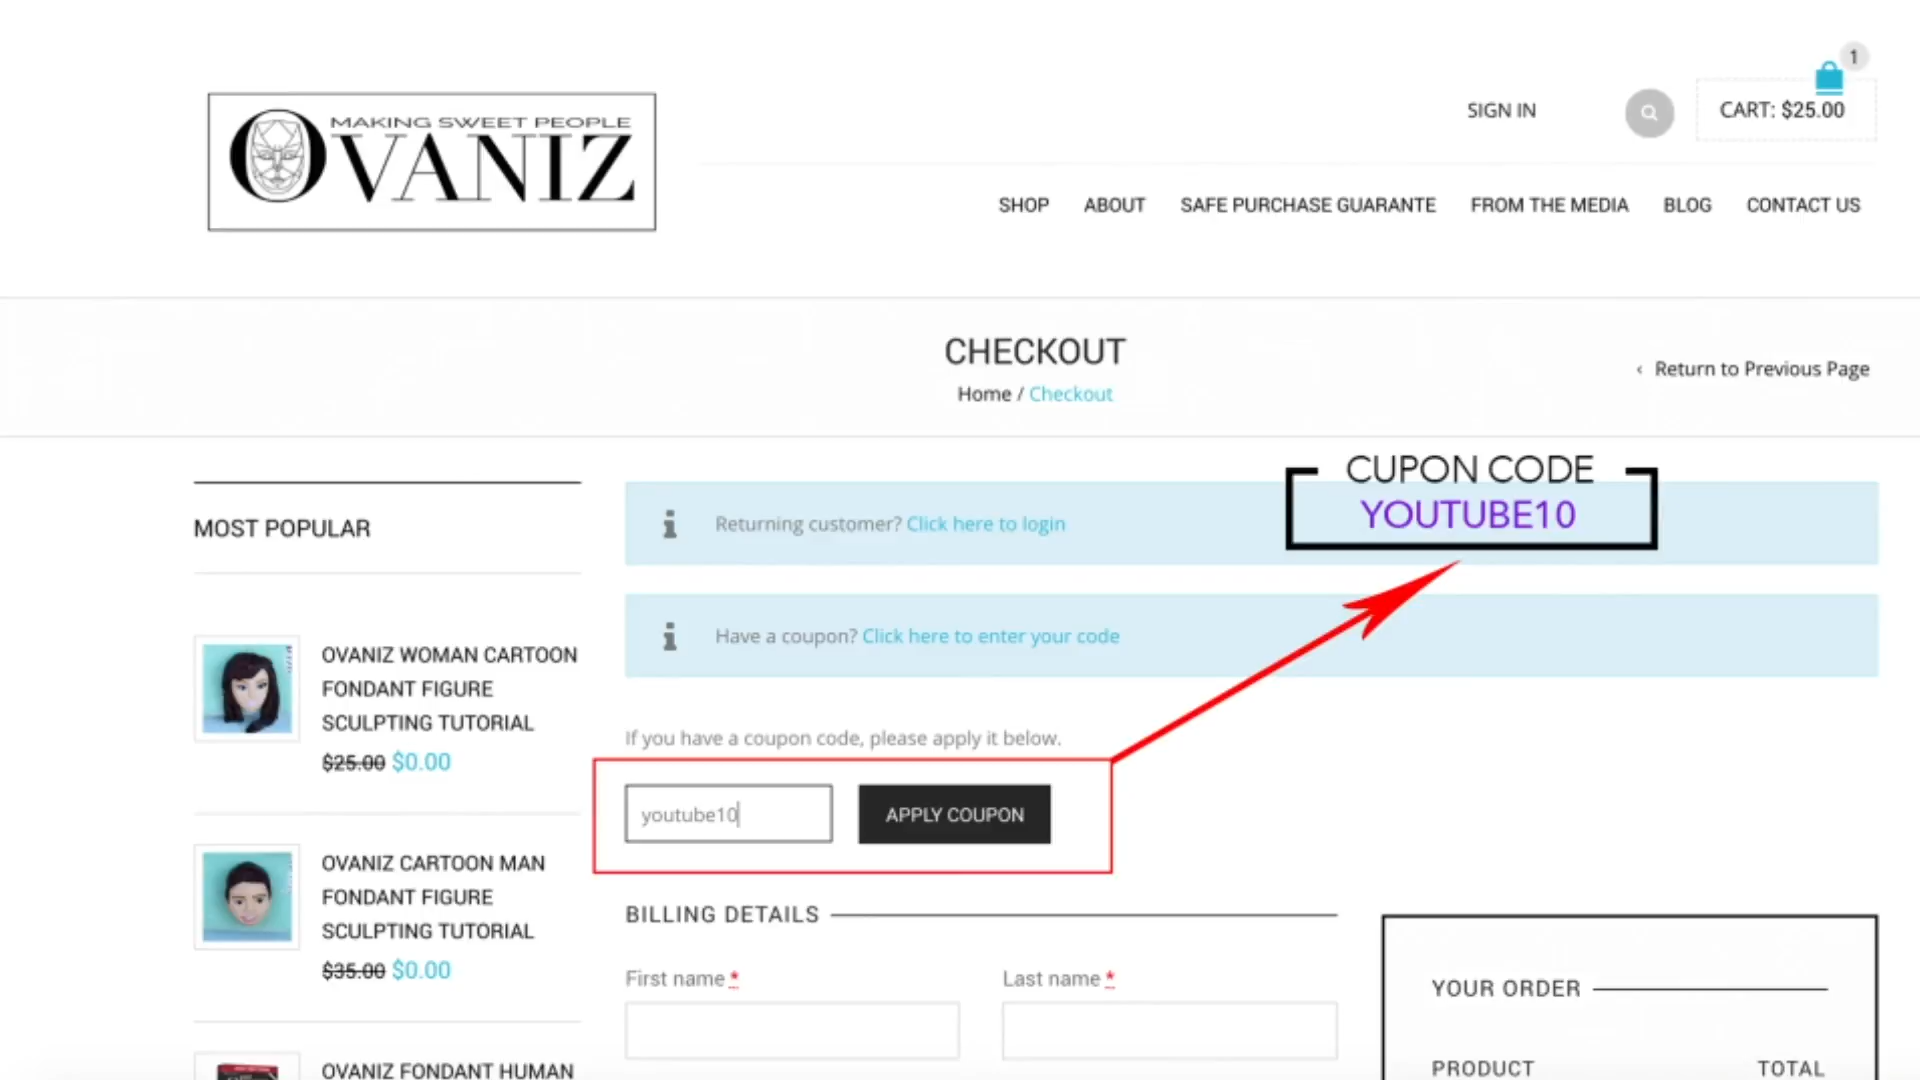 1
SIGN IN
CART: $25.00
MAKING SWEET PEOPLE
OVANIZ
SHOP ABOUT SAFE PURCHASE GUARANTE FROM THE MEDIA BLOG CONTACT US
CHECKOUT
Home / Checkout
‹ Return to Previous Page
MOST POPULAR
OVANIZ WOMAN CARTOON
FONDANT FIGURE
SCULPTING TUTORIAL
$25.00 $0.00
OVANIZ CARTOON MAN
FONDANT FIGURE
SCULPTING TUTORIAL
$35.00 $0.00
OVANIZ FONDANT HUMAN
CUPON CODE
YOUTUBE10
Returning customer? Click here to login
Have a coupon? Click here to enter your code
If you have a coupon code, please apply it below.
youtube10
APPLY COUPON
BILLING DETAILS
First name *
Last name *
YOUR ORDER
PRODUCT TOTAL